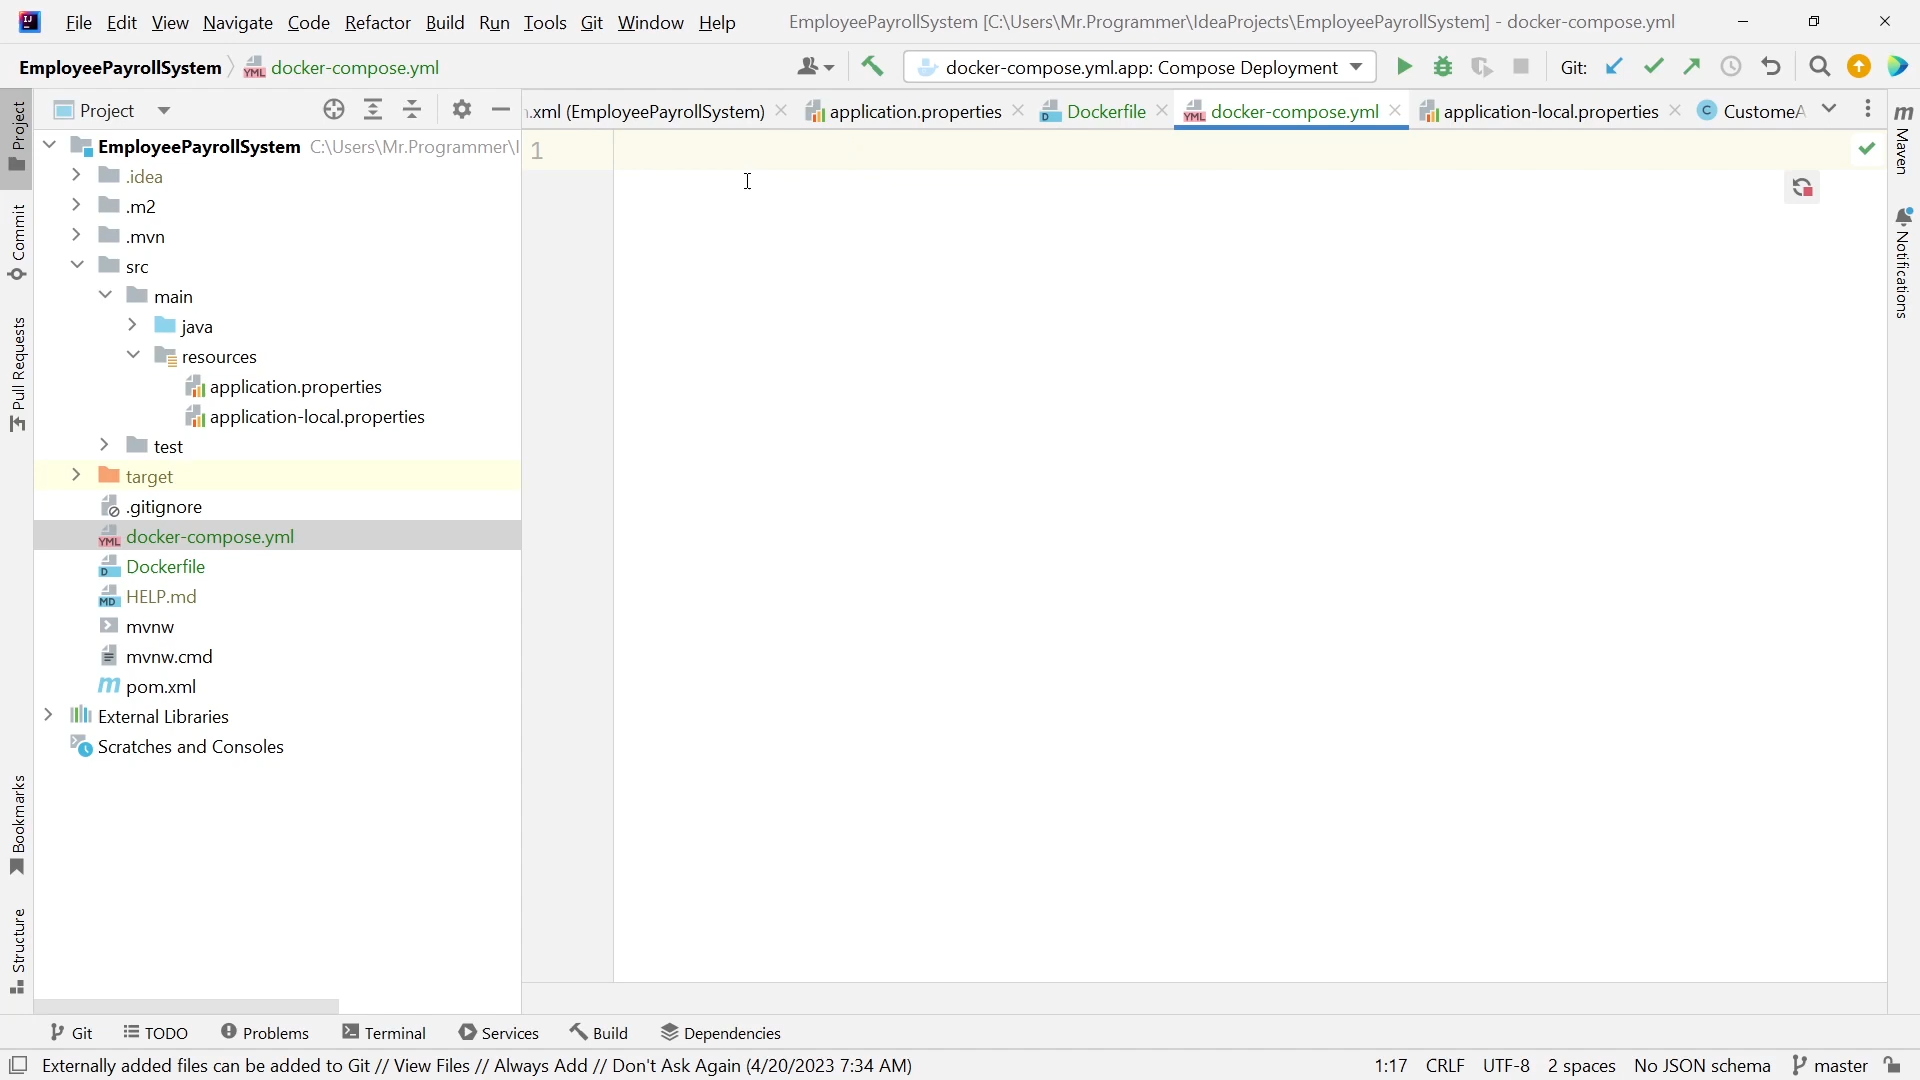 File Edit View Navigate Code Refactor Build Run Tools Git Window Help EmployeePayrollSystem [C:\Users\Mr.Programmer\IdeaProjects\EmployeePayrollSystem] - docker-compose.yml
EmployeePayrollSystem docker-compose.yml docker-compose.yml.app: Compose Deployment Git:
Project .xml (EmployeePayrollSystem) application.properties Dockerfile docker-compose.yml application-local.properties CustomeA
EmployeePayrollSystem C:\Users\Mr.Programmer\I
1
.idea
.m2
.mvn
src
main
java
resources
application.properties
application-local.properties
test
target
.gitignore
docker-compose.yml
Dockerfile
HELP.md
mvnw
mvnw.cmd
pom.xml
External Libraries
Scratches and Consoles
Project
Commit
Pull Requests
Bookmarks
Structure
Maven
Notifications
Git TODO Problems Terminal Services Build Dependencies
Externally added files can be added to Git // View Files // Always Add // Don't Ask Again (4/20/2023 7:34 AM) 1:17 CRLF UTF-8 2 spaces No JSON schema master